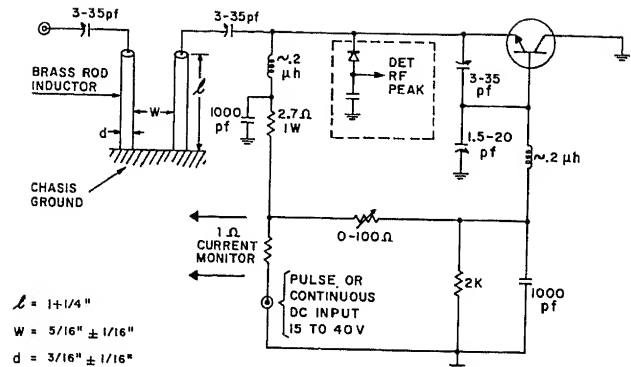 3-35pf
3-35pf
BRASS ROD
INDUCTOR
W
ℓ
d
CHASIS
GROUND
~.2
μh
1000
pf
2.7Ω
1W
DET
RF
PEAK
3-35
pf
1.5-20
pf
~.2 μh
1Ω
CURRENT
MONITOR
0-100Ω
2K
1000
pf
PULSE OR
CONTINUOUS
DC INPUT
15 TO 40V
ℓ = 1+1/4"
W = 5/16" ± 1/16"
d = 3/16" ± 1/16"